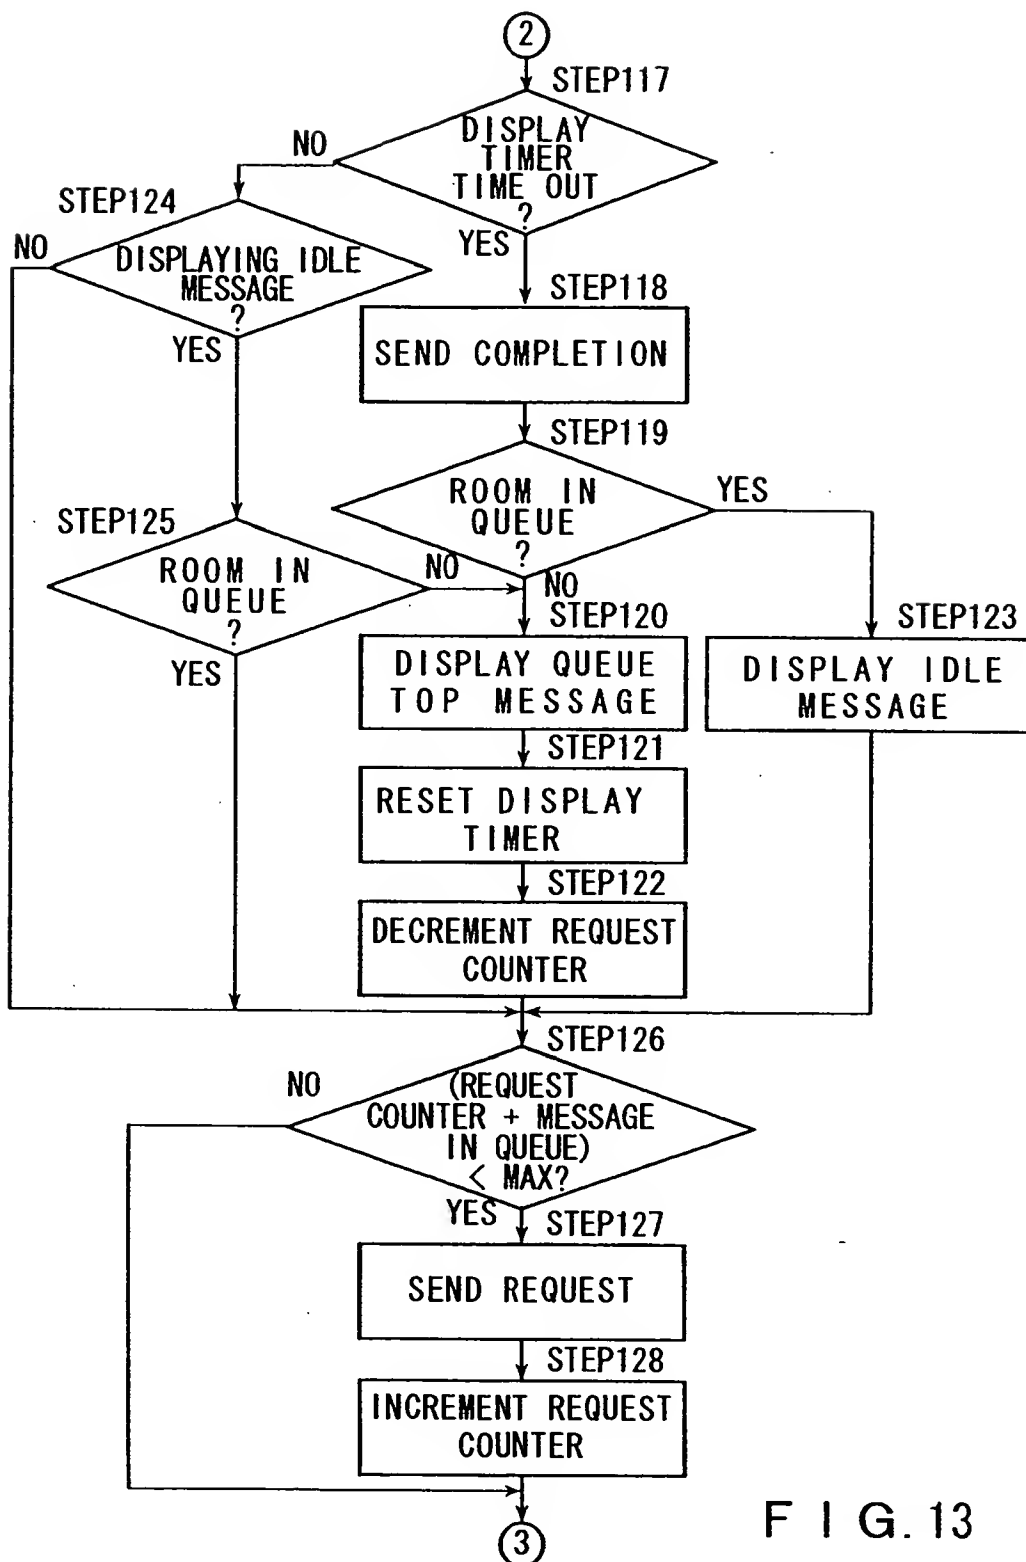 2
STEP117
DISPLAY
TIMER
TIME OUT
?
NO
YES
STEP124
NO
DISPLAYING IDLE
MESSAGE
?
YES
STEP118
SEND COMPLETION
STEP119
ROOM IN
QUEUE
?
YES
NO
STEP125
ROOM IN
QUEUE
?
NO
YES
STEP120
DISPLAY QUEUE
TOP MESSAGE
STEP123
DISPLAY IDLE
MESSAGE
STEP121
RESET DISPLAY
TIMER
STEP122
DECREMENT REQUEST
COUNTER
STEP126
NO
(REQUEST
COUNTER + MESSAGE
IN QUEUE)
< MAX?
YES
STEP127
SEND REQUEST
STEP128
INCREMENT REQUEST
COUNTER
3
FIG.13